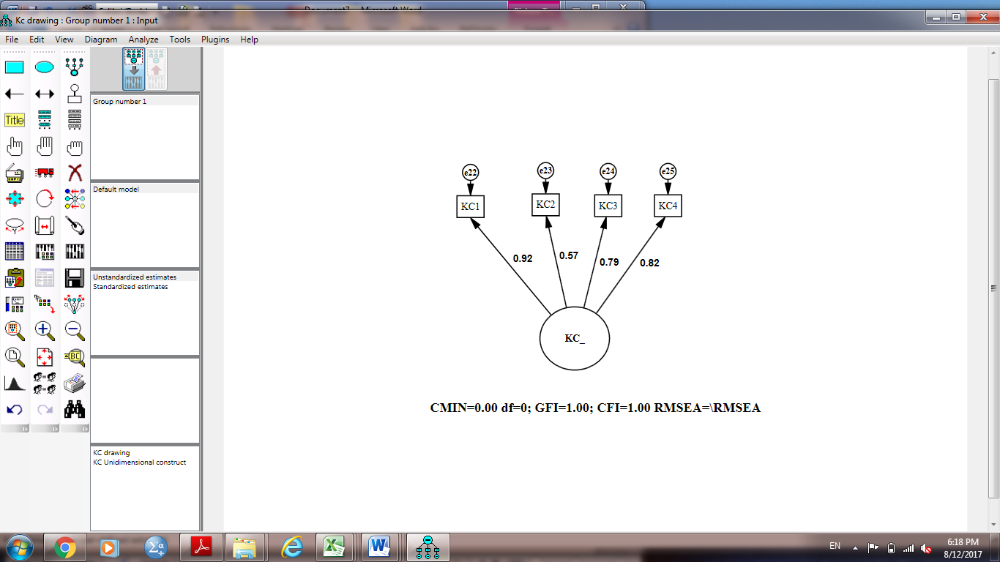 Document7 - Microsoft Word
Kc drawing : Group number 1 : Input
File Edit View Diagram Analyze Tools Plugins Help
Title
Group number 1
Default model
Unstandardized estimates
Standardized estimates
KC drawing
KC Unidimensional construct
e22 e23 e24 e25
KC1 KC2 KC3 KC4
0.92 0.57 0.79 0.82
KC_
CMIN=0.00 df=0; GFI=1.00; CFI=1.00 RMSEA=\RMSEA
EN
6:18 PM
8/12/2017